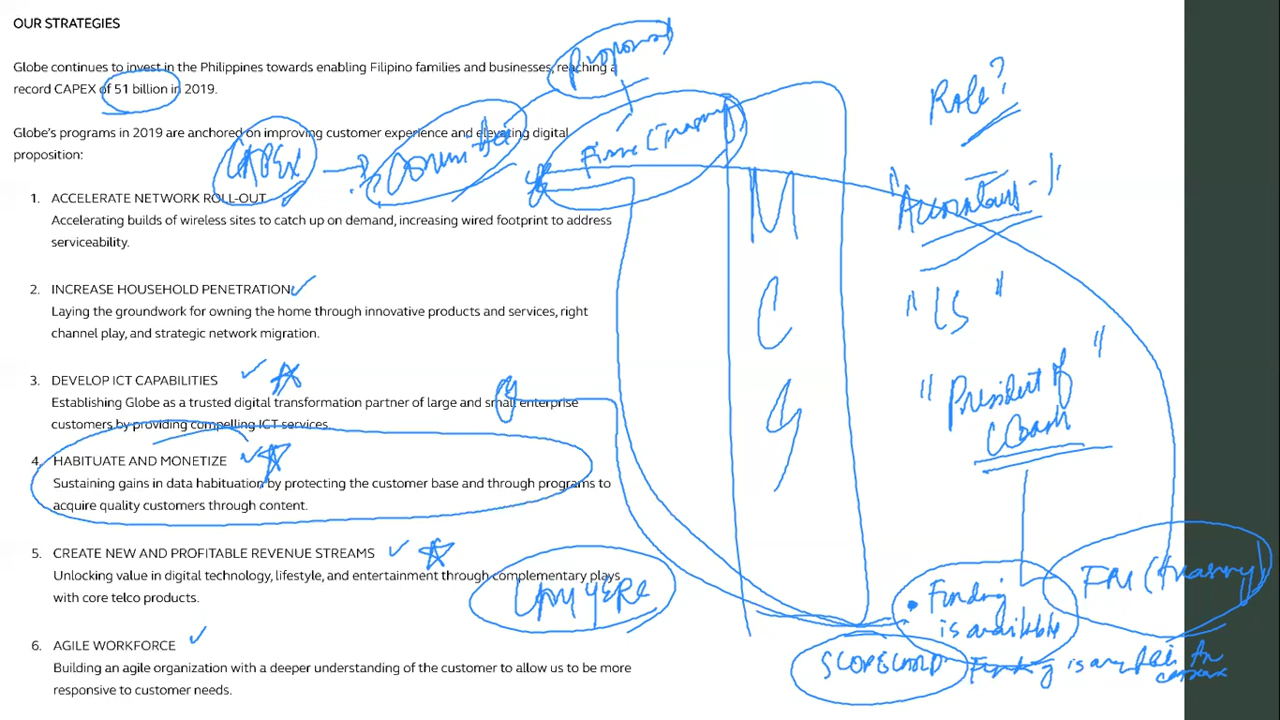 OUR STRATEGIES
Globe continues to invest in the Philippines towards enabling Filipino families and businesses, reaching a
record CAPEX of 51 billion in 2019.
Globe's programs in 2019 are anchored on improving customer experience and elevating digital
proposition:
1. ACCELERATE NETWORK ROLL-OUT
Accelerating builds of wireless sites to catch up on demand, increasing wired footprint to address
serviceability.
2. INCREASE HOUSEHOLD PENETRATION
Laying the groundwork for owning the home through innovative products and services, right
channel play, and strategic network migration.
3. DEVELOP ICT CAPABILITIES
Establishing Globe as a trusted digital transformation partner of large and small enterprise
customers by providing compelling ICT services.
4. HABITUATE AND MONETIZE
Sustaining gains in data habituation by protecting the customer base and through programs to
acquire quality customers through content.
5. CREATE NEW AND PROFITABLE REVENUE STREAMS
Unlocking value in digital technology, lifestyle, and entertainment through complementary plays
with core telco products.
6. AGILE WORKFORCE
Building an agile organization with a deeper understanding of the customer to allow us to be more
responsive to customer needs.
CAPEX
Role?
M
C
"President of
• Funding
is available
SCORECARD
Funding is